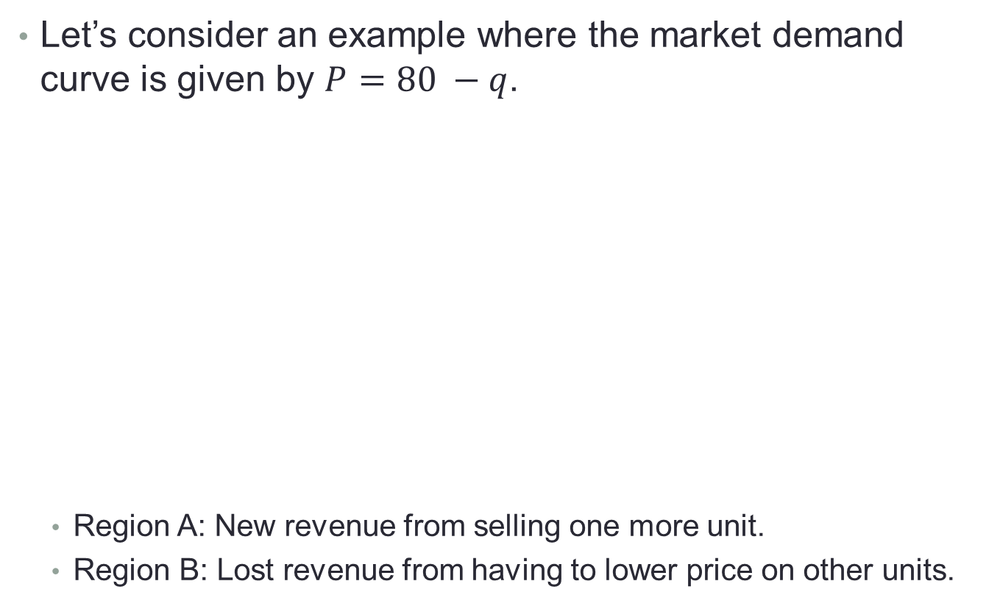 • Let’s consider an example where the market demand
curve is given by 𝑃 = 80 − 𝑞.
• Region A: New revenue from selling one more unit.
• Region B: Lost revenue from having to lower price on other units.